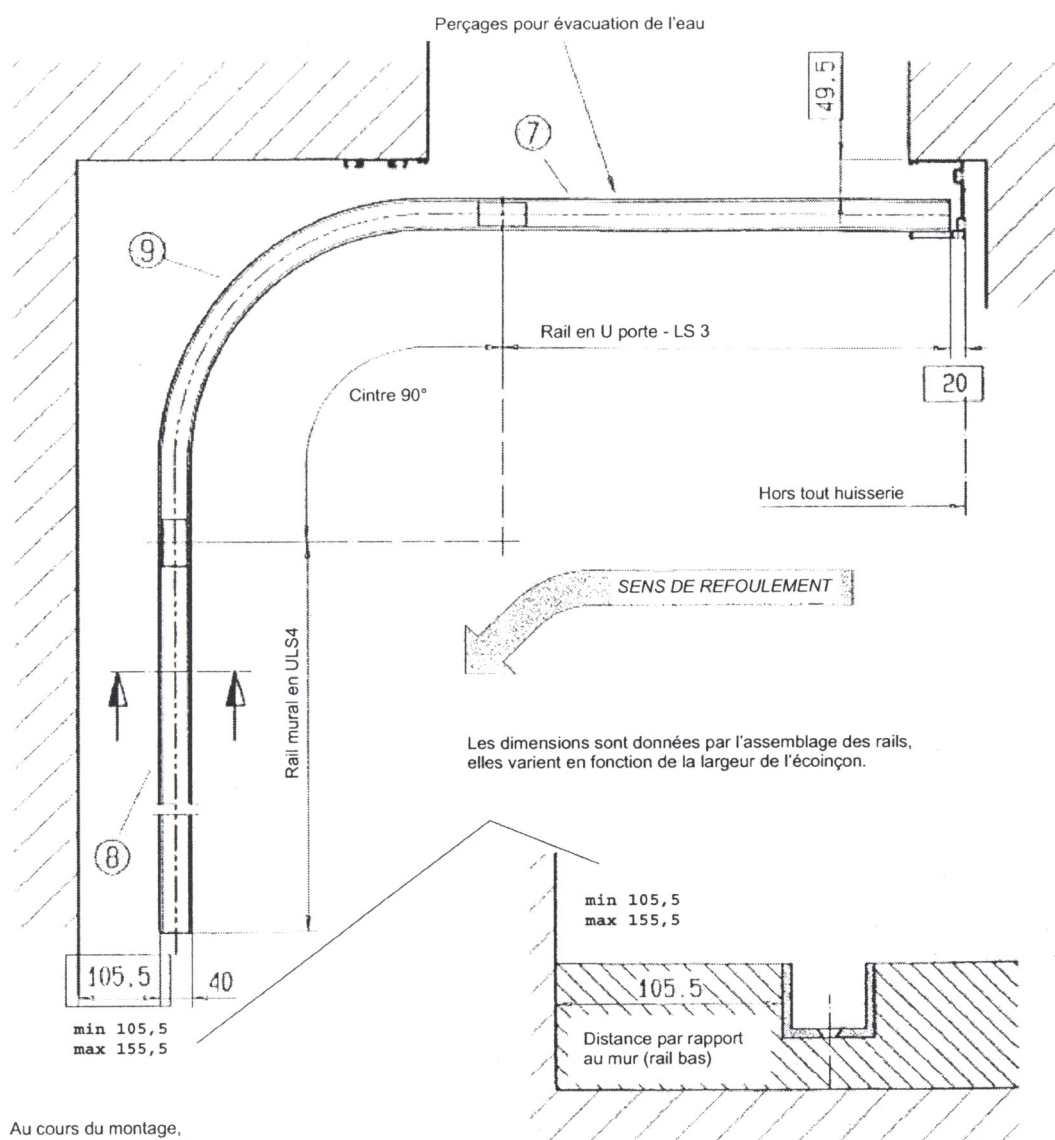 Perçages pour évacuation de l'eau
49.5
7
9
Rail en U porte - LS 3
20
Cintre 90°
Hors tout huisserie
SENS DE REFOULEMENT
Rail mural en ULS4
Les dimensions sont données par l'assemblage des rails,
elles varient en fonction de la largeur de l'écoinçon.
8
min 105,5
max 155,5
105.5
40
105.5
min 105,5
max 155,5
Distance par rapport
au mur (rail bas)
Au cours du montage,